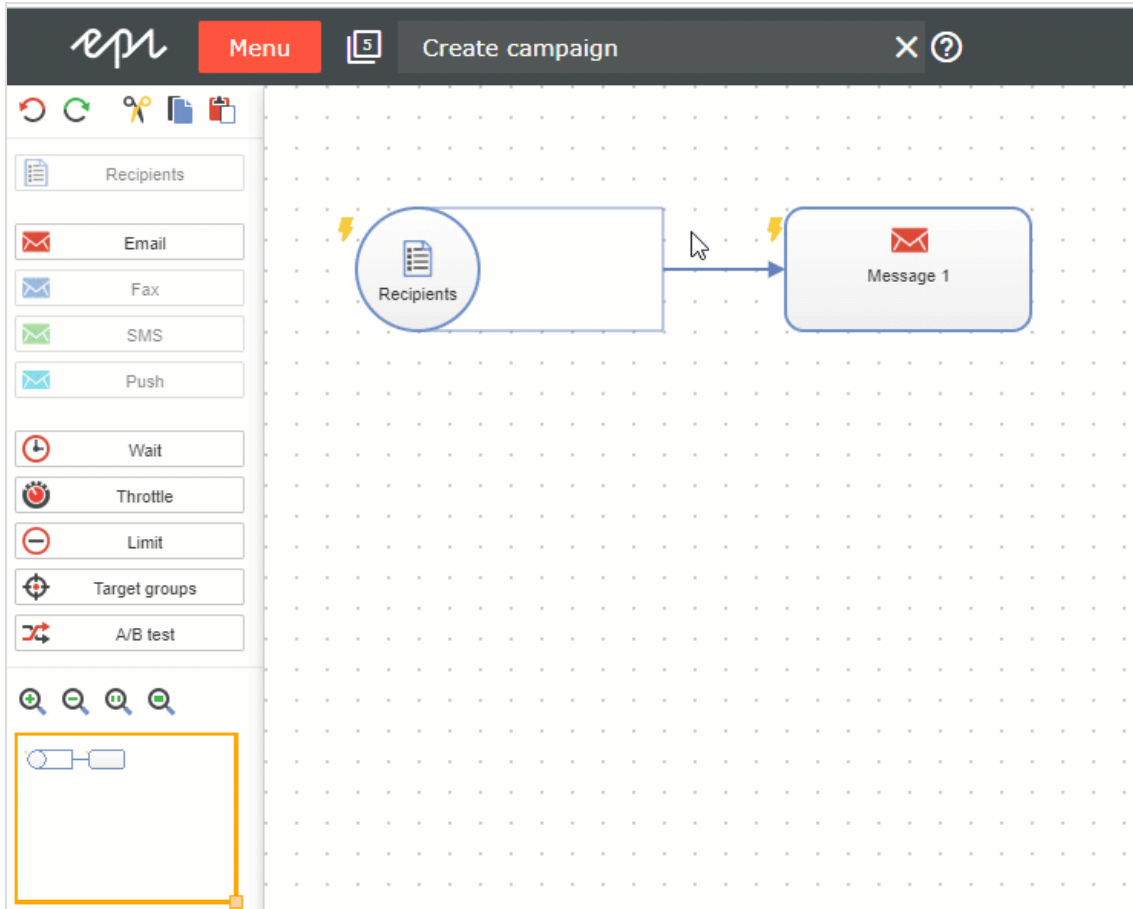 epi
Menu
5
Create campaign
Recipients
Email
Fax
SMS
Push
Wait
Throttle
Limit
Target groups
A/B test
Recipients
Message 1